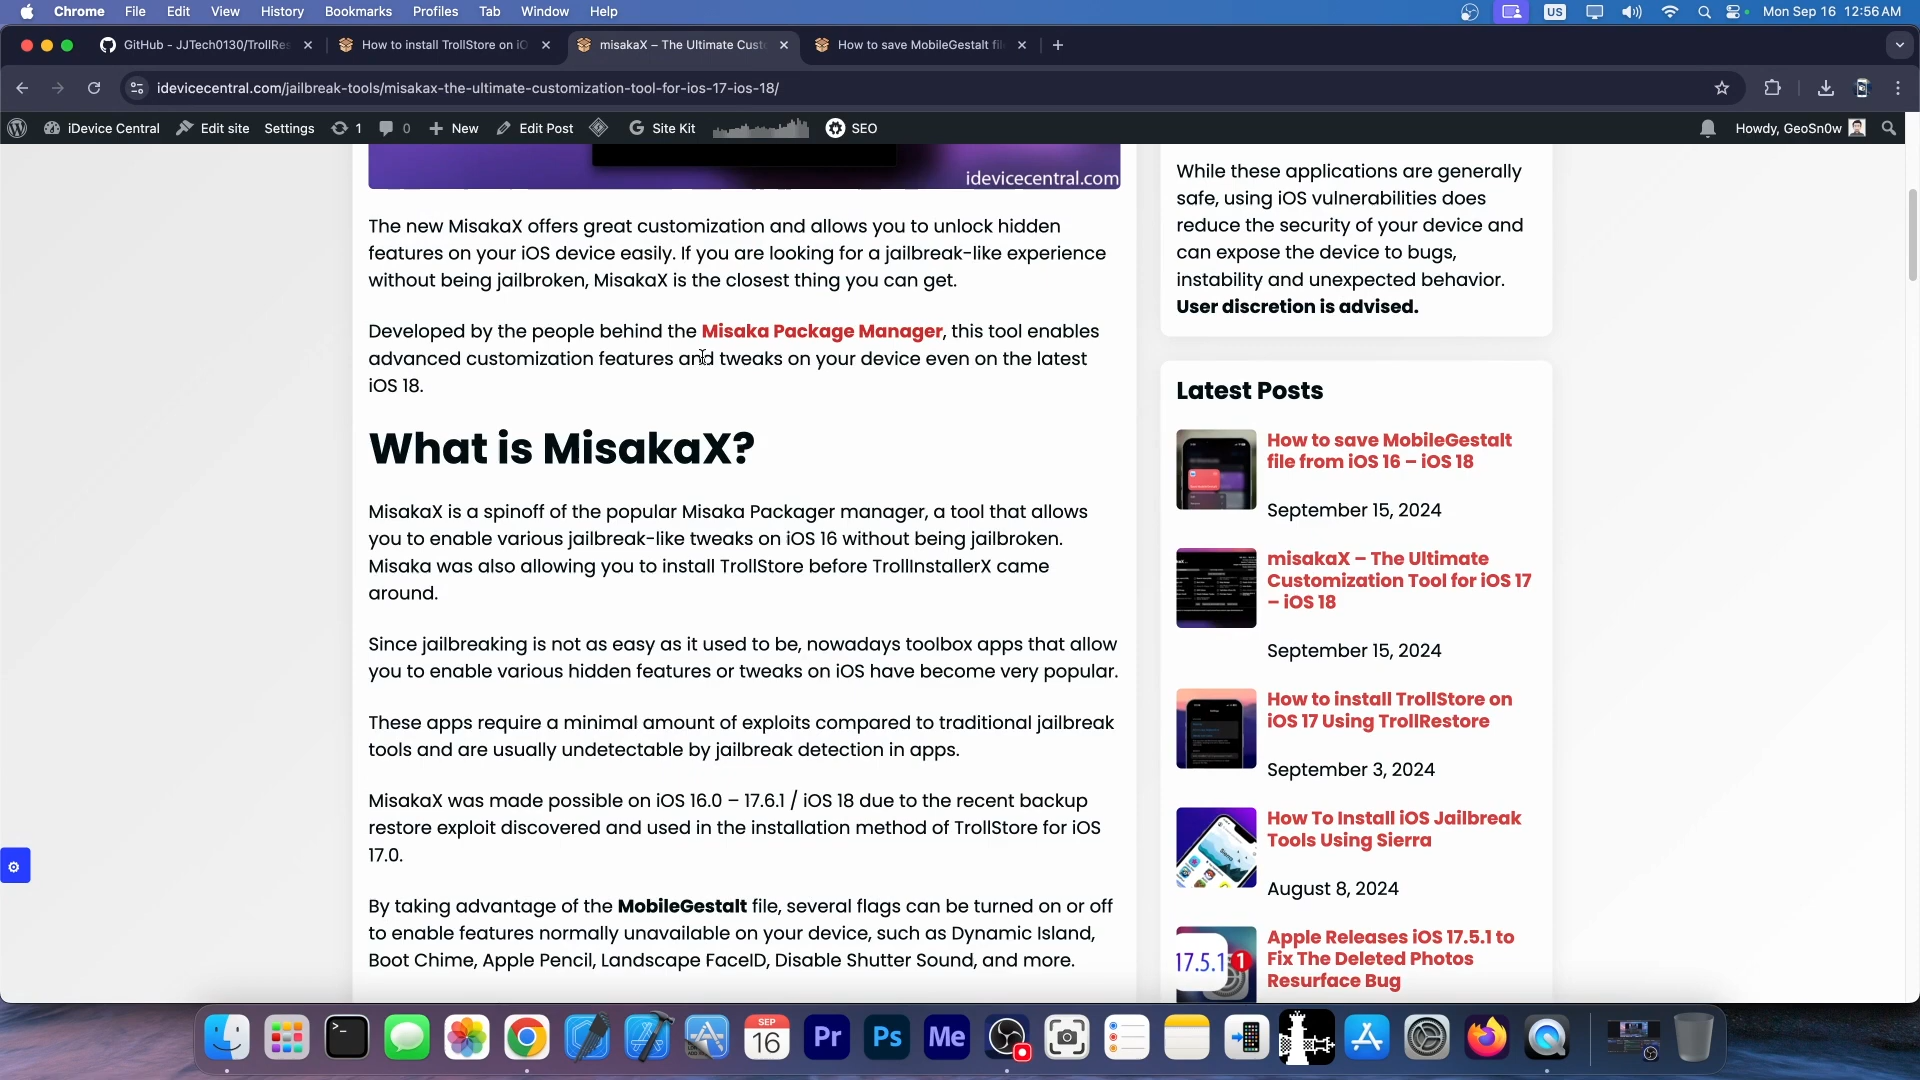 Chrome File Edit View History Bookmarks Profiles Tab Window Help
US
Mon Sep 16 12:56 AM
GitHub - JJTech0130/TrollRes
How to install TrollStore on iO
misakaX – The Ultimate Cust
How to save MobileGestalt fil
idevicecentral.com/jailbreak-tools/misakax-the-ultimate-customization-tool-for-ios-17-ios-18/
iDevice Central Edit site Settings 1 0 New Edit Post Site Kit SEO
Howdy, GeoSn0w
idevicecentral.com
The new MisakaX offers great customization and allows you to unlock hidden
features on your iOS device easily. If you are looking for a jailbreak-like experience
without being jailbroken, MisakaX is the closest thing you can get.
Developed by the people behind the Misaka Package Manager, this tool enables
advanced customization features and tweaks on your device even on the latest
iOS 18.
What is MisakaX?
MisakaX is a spinoff of the popular Misaka Packager manager, a tool that allows
you to enable various jailbreak-like tweaks on iOS 16 without being jailbroken.
Misaka was also allowing you to install TrollStore before TrollInstallerX came
around.
Since jailbreaking is not as easy as it used to be, nowadays toolbox apps that allow
you to enable various hidden features or tweaks on iOS have become very popular.
These apps require a minimal amount of exploits compared to traditional jailbreak
tools and are usually undetectable by jailbreak detection in apps.
MisakaX was made possible on iOS 16.0 – 17.6.1 / iOS 18 due to the recent backup
restore exploit discovered and used in the installation method of TrollStore for iOS
17.0.
By taking advantage of the MobileGestalt file, several flags can be turned on or off
to enable features normally unavailable on your device, such as Dynamic Island,
Boot Chime, Apple Pencil, Landscape FaceID, Disable Shutter Sound, and more.
While these applications are generally
safe, using iOS vulnerabilities does
reduce the security of your device and
can expose the device to bugs,
instability and unexpected behavior.
User discretion is advised.
Latest Posts
How to save MobileGestalt
file from iOS 16 – iOS 18
September 15, 2024
misakaX – The Ultimate
Customization Tool for iOS 17
– iOS 18
September 15, 2024
How to install TrollStore on
iOS 17 Using TrollRestore
September 3, 2024
How To Install iOS Jailbreak
Tools Using Sierra
August 8, 2024
17.5.1
1
Apple Releases iOS 17.5.1 to
Fix The Deleted Photos
Resurface Bug
SEP
16
Pr
Ps
Me